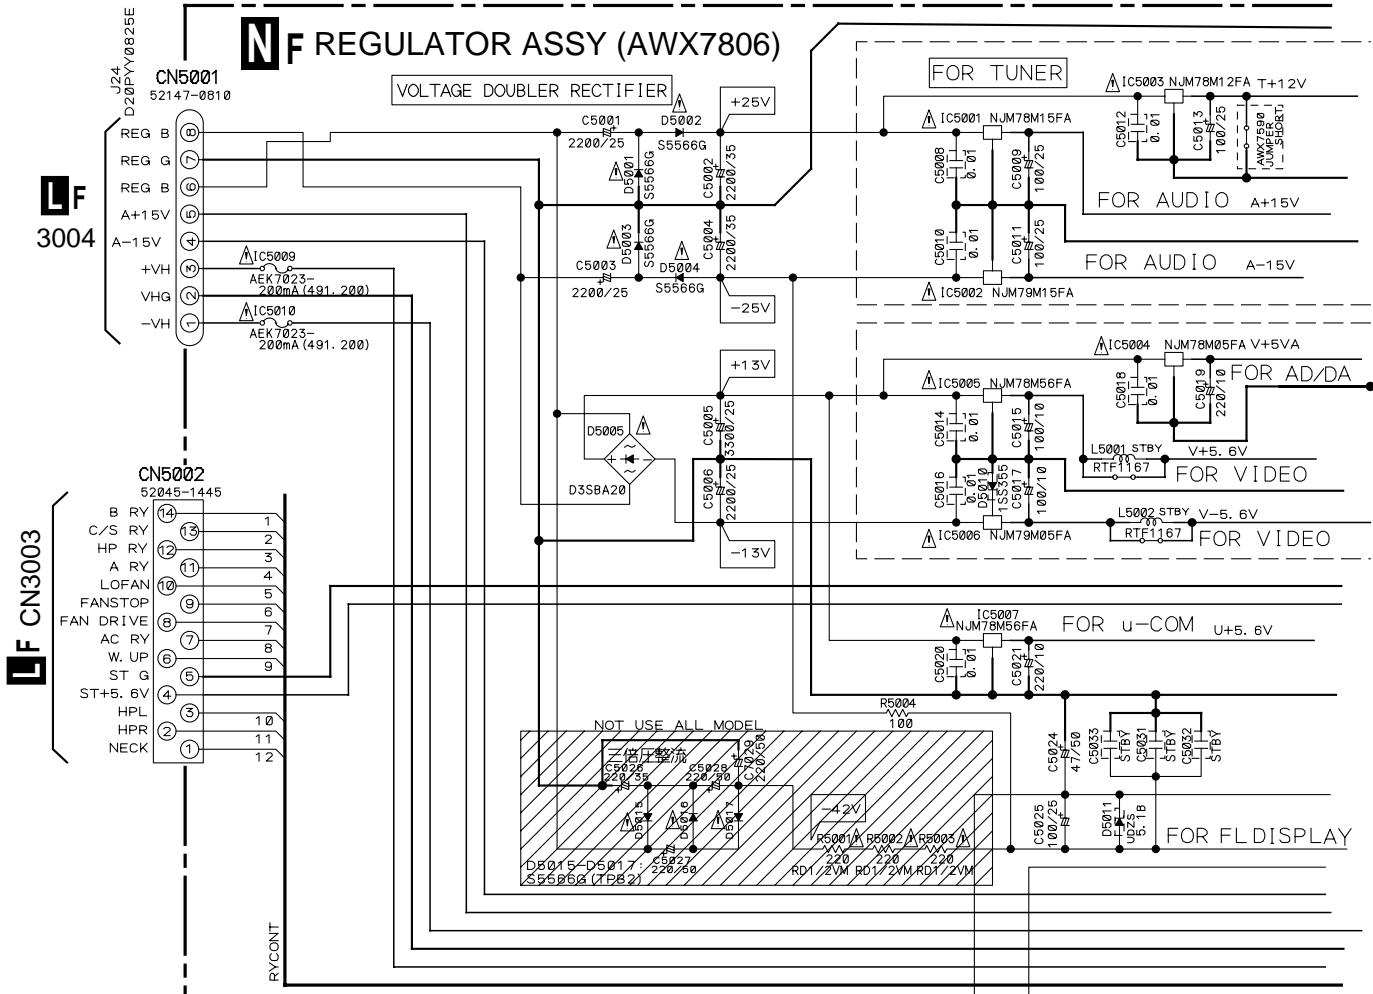 N F REGULATOR ASSY (AWX7806)
J24
D20PYY0825E
CN5001
52147-0810
REG B 8
REG G 7
REG B 6
A+15V 5
A-15V 4
+VH 3
VHG 2
-VH 1
L F
3004
IC5009
AEK7023-
200mA(491.200)
IC5010
AEK7023-
200mA(491.200)
VOLTAGE DOUBLER RECTIFIER
C5001
2200/25
D5002
S5566G
+25V
D5001
S5566G
C5002
2200/35
D5003
S5566G
C5004
2200/35
C5003
2200/25
D5004
S5566G
-25V
FOR TUNER
IC5003 NJM78M12FA T+12V
C5012
0.01
C5013
100/25
AWX7590
JUMPER
SHORT
IC5001 NJM78M15FA
C5008
0.01
C5009
100/25
FOR AUDIO A+15V
C5010
0.01
C5011
100/25
FOR AUDIO A-15V
IC5002 NJM79M15FA
+13V
C5005
3300/25
D5005
D3SBA20
C5006
2200/25
-13V
IC5004 NJM78M05FA V+5VA
C5018
0.01
C5019
220/10
FOR AD/DA
IC5005 NJM78M56FA
C5014
0.01
C5015
100/10
L5001 STBY
RTF1167
V+5.6V
FOR VIDEO
C5016
0.01
D5010
1SS355
C5017
100/10
L5002 STBY
RTF1167
V-5.6V
FOR VIDEO
IC5006 NJM79M05FA
CN5002
52045-1445
L F CN3003
B RY 14
C/S RY 13
HP RY 12
A RY 11
LOFAN 10
FANSTOP 9
FAN DRIVE 8
AC RY 7
W.UP 6
ST G 5
ST+5.6V 4
HPL 3
HPR 2
NECK 1
1
2
3
4
5
6
7
8
9
10
11
12
RYCONT
IC5007
NJM78M56FA
FOR u-COM U+5.6V
C5020
0.01
C5021
220/10
R5004
100
NOT USE ALL MODEL
三倍圧整流
C5026
220/35
C5028
220/50
C7029
220/50
D5015
D5016
D5017
C5027
220/50
D5015-D5017:
S5566G(TPB2)
-42V
R5001
220
RD1/2VM
R5002
220
RD1/2VM
R5003
220
RD1/2VM
C5024
47/50
C5033
STBY
C5031
STBY
C5032
STBY
C5025
100/25
D5011
UDZS
5.1B
FOR FL DISPLAY